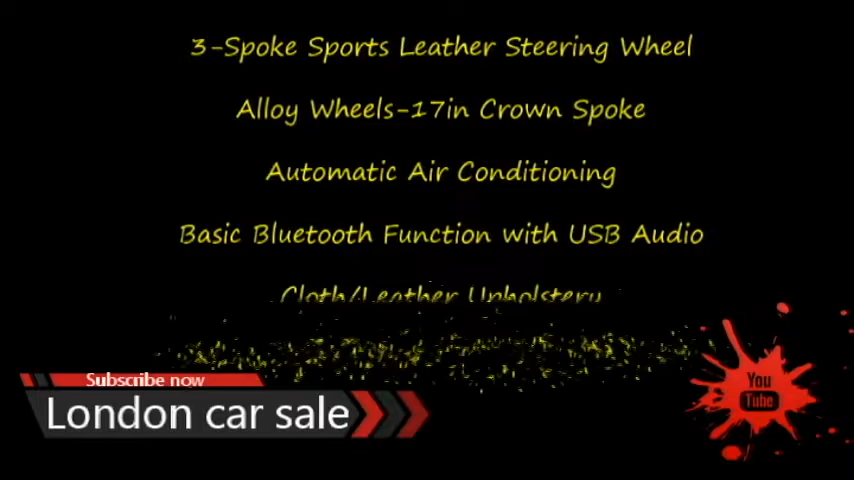 3-Spoke Sports Leather Steering Wheel
Alloy Wheels-17in Crown Spoke
Automatic Air Conditioning
Basic Bluetooth Function with USB Audio
Cloth/Leather Upholstery
Subscribe now
London car sale
You
Tube